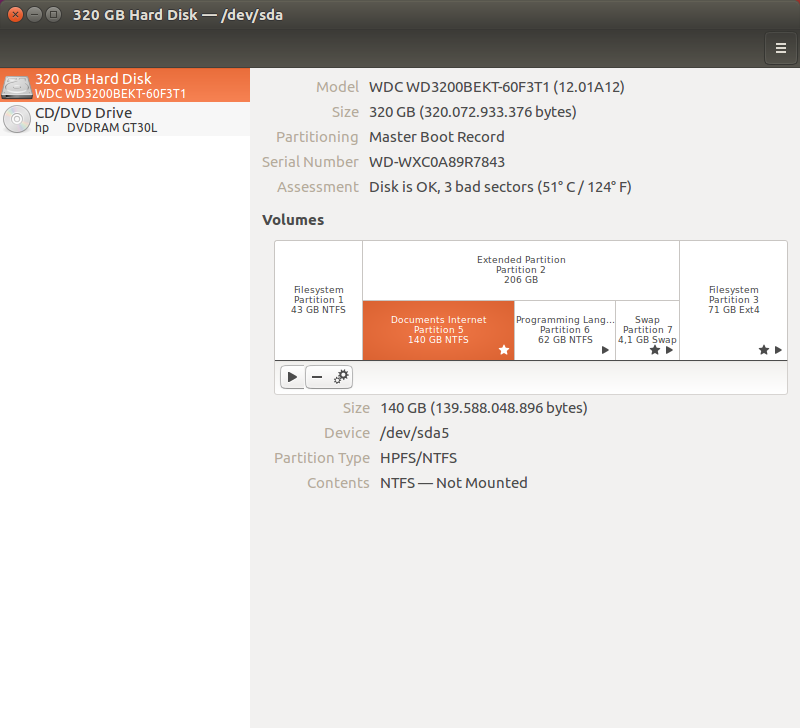 320 GB Hard Disk — /dev/sda
320 GB Hard Disk
WDC WD3200BEKT-60F3T1
CD/DVD Drive
hp DVDRAM GT30L
Model WDC WD3200BEKT-60F3T1 (12.01A12)
Size 320 GB (320.072.933.376 bytes)
Partitioning Master Boot Record
Serial Number WD-WXC0A89R7843
Assessment Disk is OK, 3 bad sectors (51° C / 124° F)
Volumes
Filesystem
Partition 1
43 GB NTFS
Extended Partition
Partition 2
206 GB
Documents Internet
Partition 5
140 GB NTFS
Programming Lang...
Partition 6
62 GB NTFS
Swap
Partition 7
4,1 GB Swap
Filesystem
Partition 3
71 GB Ext4
Size 140 GB (139.588.048.896 bytes)
Device /dev/sda5
Partition Type HPFS/NTFS
Contents NTFS — Not Mounted